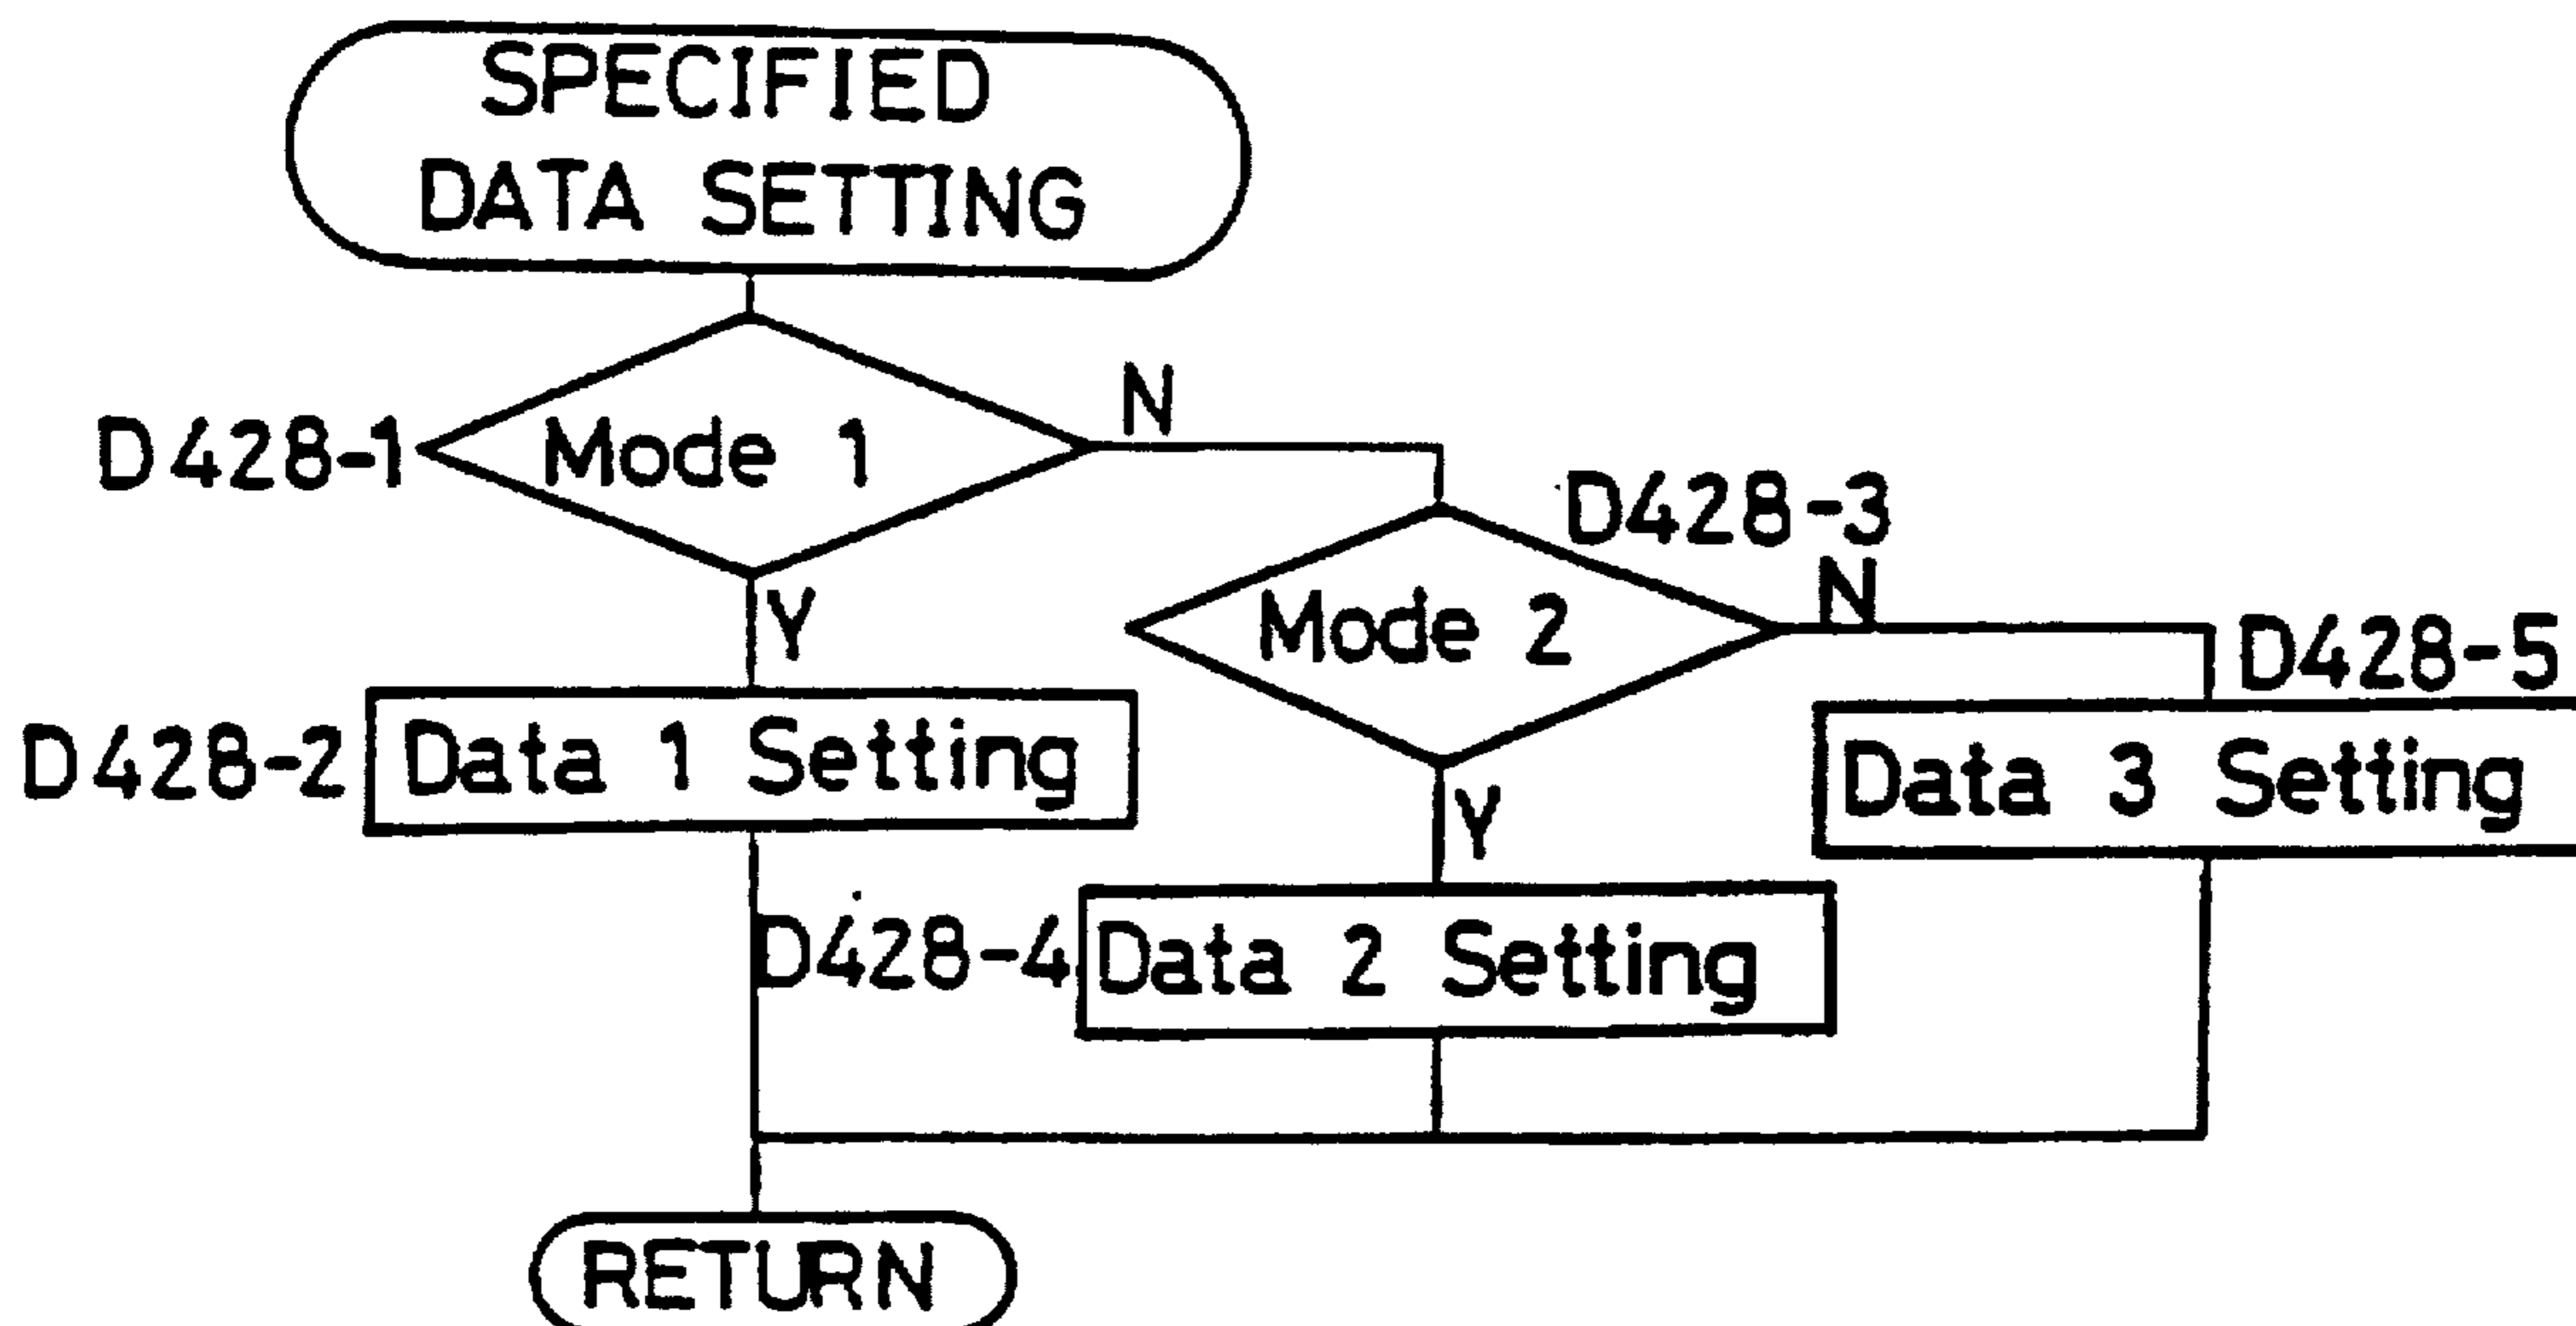 SPECIFIED
DATA SETTING
D428-1
Mode 1
N
D428-3
Y
Mode 2
N
D428-5
D428-2
Data 1 Setting
Data 3 Setting
Y
D428-4
Data 2 Setting
RETURN